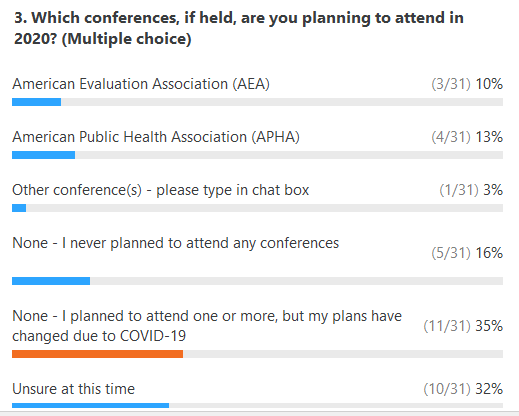 3. Which conferences, if held, are you planning to attend in
2020? (Multiple choice)
American Evaluation Association (AEA) (3/31) 10%
American Public Health Association (APHA) (4/31) 13%
Other conference(s) - please type in chat box (1/31) 3%
None - I never planned to attend any conferences (5/31) 16%
None - I planned to attend one or more, but my plans have
changed due to COVID-19 (11/31) 35%
Unsure at this time (10/31) 32%